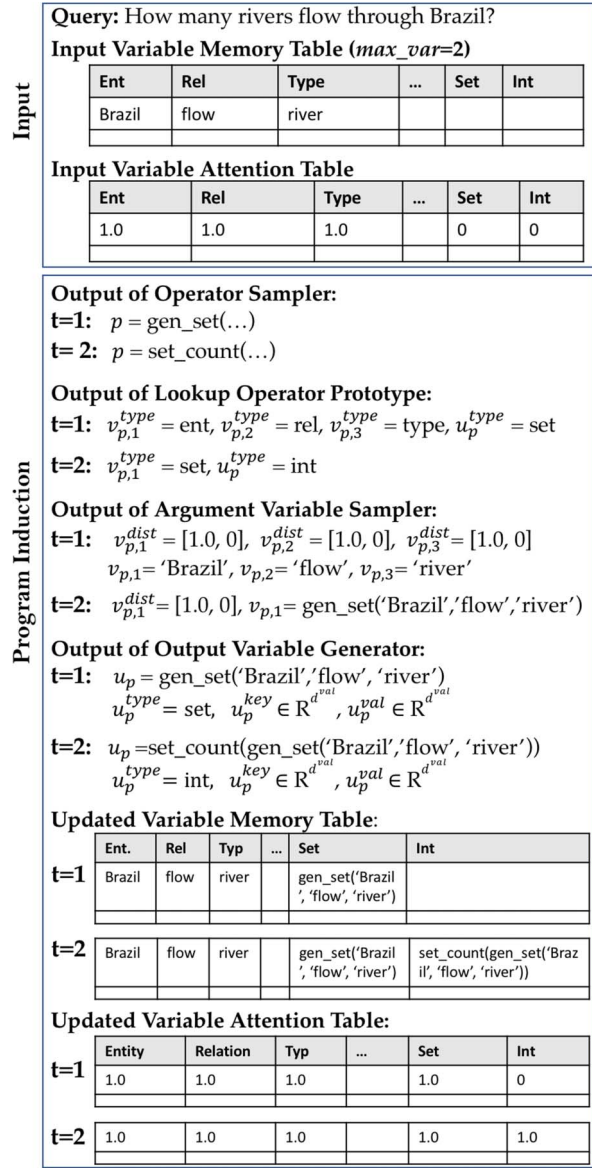 Input
Query: How many rivers flow through Brazil?
Input Variable Memory Table (max_var=2)
Ent Rel Type ... Set Int
Brazil flow river
Input Variable Attention Table
Ent Rel Type ... Set Int
1.0 1.0 1.0 0 0
Program Induction
Output of Operator Sampler:
t=1: p = gen_set(…)
t= 2: p = set_count(…)
Output of Lookup Operator Prototype:
t=1: v_{p,1}^{type} = ent, v_{p,2}^{type} = rel, v_{p,3}^{type} = type, u_p^{type} = set
t=2: v_{p,1}^{type} = set, u_p^{type} = int
Output of Argument Variable Sampler:
t=1: v_{p,1}^{dist} = [1.0, 0], v_{p,2}^{dist} = [1.0, 0], v_{p,3}^{dist} = [1.0, 0]
v_{p,1}= 'Brazil', v_{p,2}= 'flow', v_{p,3}= 'river'
t=2: v_{p,1}^{dist} = [1.0, 0], v_{p,1}= gen_set('Brazil','flow','river')
Output of Output Variable Generator:
t=1: u_p = gen_set('Brazil','flow', 'river')
u_p^{type} = set, u_p^{key} ∈ R^{d^{val}}, u_p^{val} ∈ R^{d^{val}}
t=2: u_p =set_count(gen_set('Brazil','flow', 'river'))
u_p^{type} = int, u_p^{key} ∈ R^{d^{val}}, u_p^{val} ∈ R^{d^{val}}
Updated Variable Memory Table:
Ent. Rel Typ ... Set Int
t=1 Brazil flow river gen_set('Brazil
', 'flow', 'river')
t=2 Brazil flow river gen_set('Brazil set_count(gen_set('Braz
', 'flow', 'river') il', 'flow', 'river'))
Updated Variable Attention Table:
Entity Relation Typ ... Set Int
t=1 1.0 1.0 1.0 1.0 0
t=2 1.0 1.0 1.0 1.0 1.0